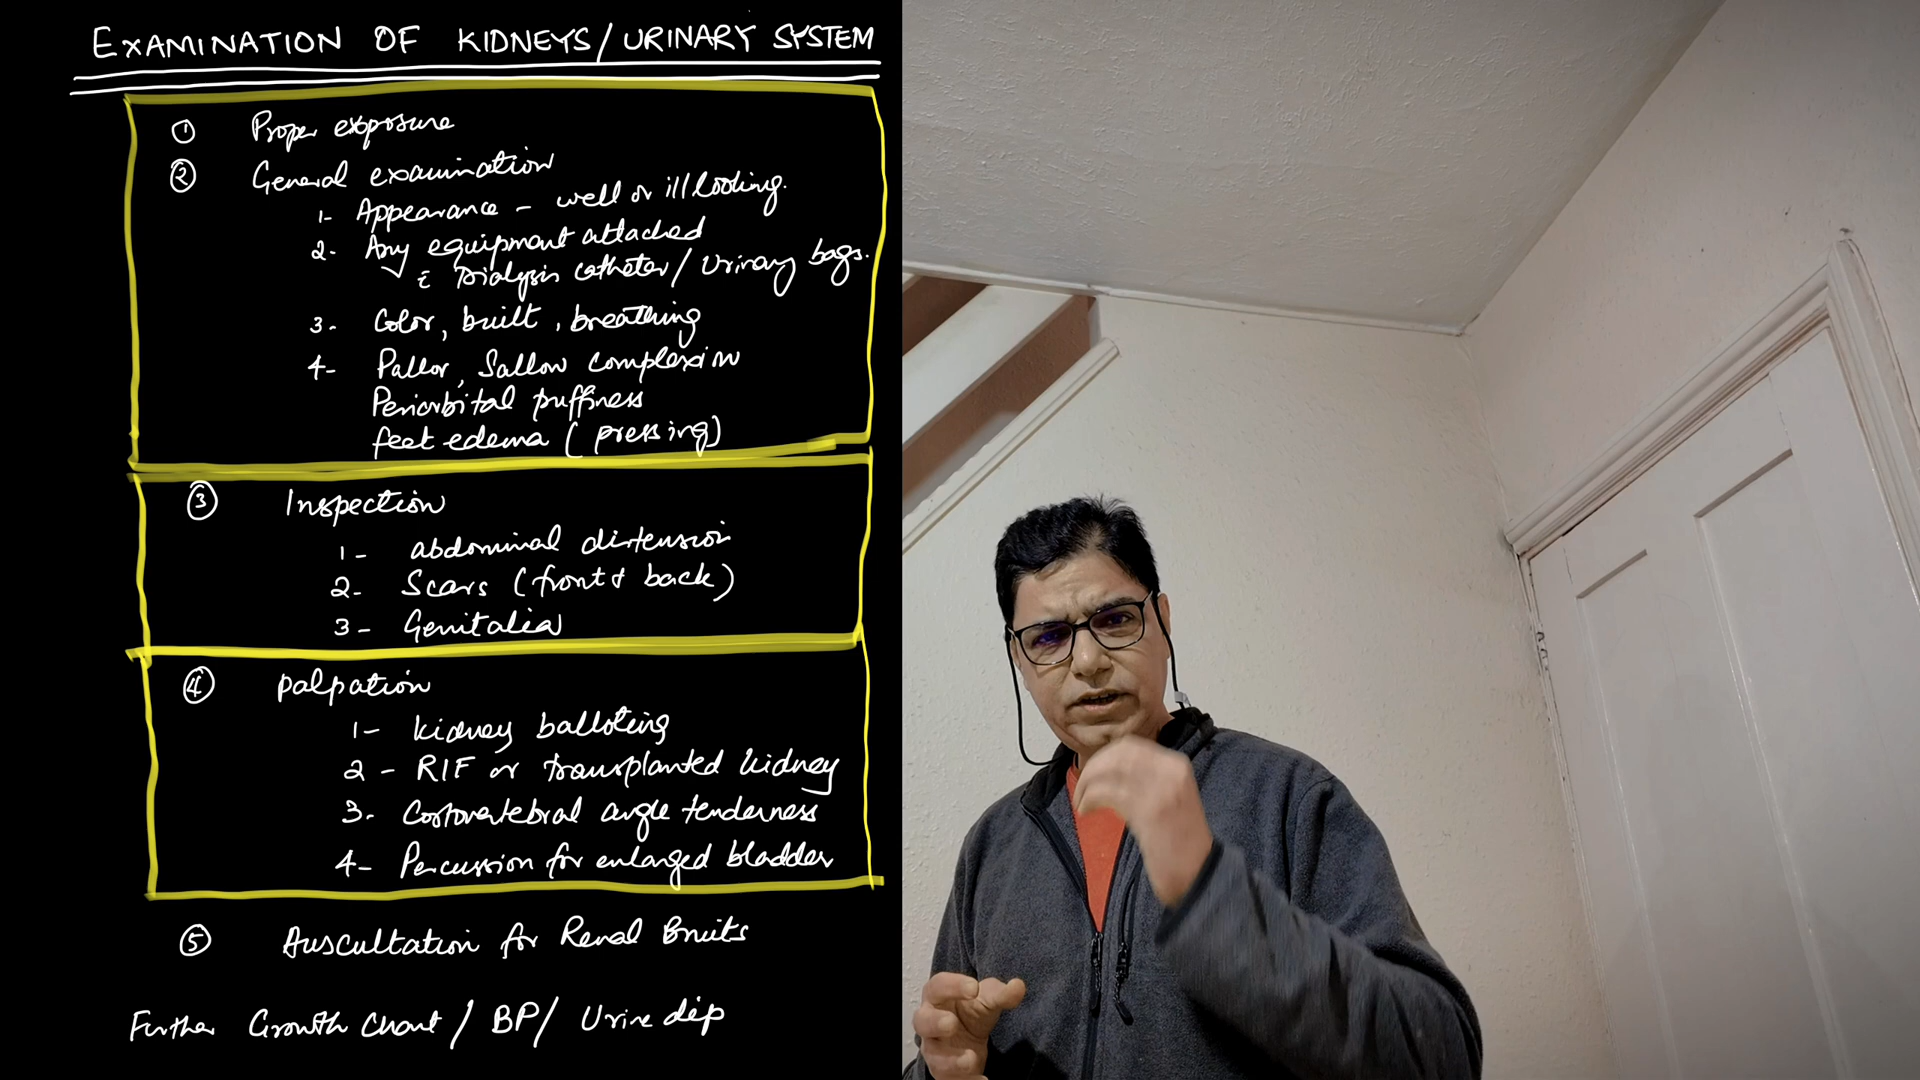 EXAMINATION OF KIDNEYS/URINARY SYSTEM
① Proper exposure
② General examination
1- Appearance - well or ill looking.
2- Any equipment attached
c̄ Dialysis catheter/Urinary bags.
3- Color, built, breathing
4- Pallor, Sallow complexion
Periorbital puffiness
feet edema (pressing)
③ Inspection
1- abdominal distension
2- Scars (front & back)
3- Genitalia
④ palpation
1- kidney balloting
2- RIF or transplanted kidney
3- Costovertebral angle tenderness
4- Percussion for enlarged bladder
⑤ Auscultation for Renal Bruits
Further Growth chart/BP/Urine dip